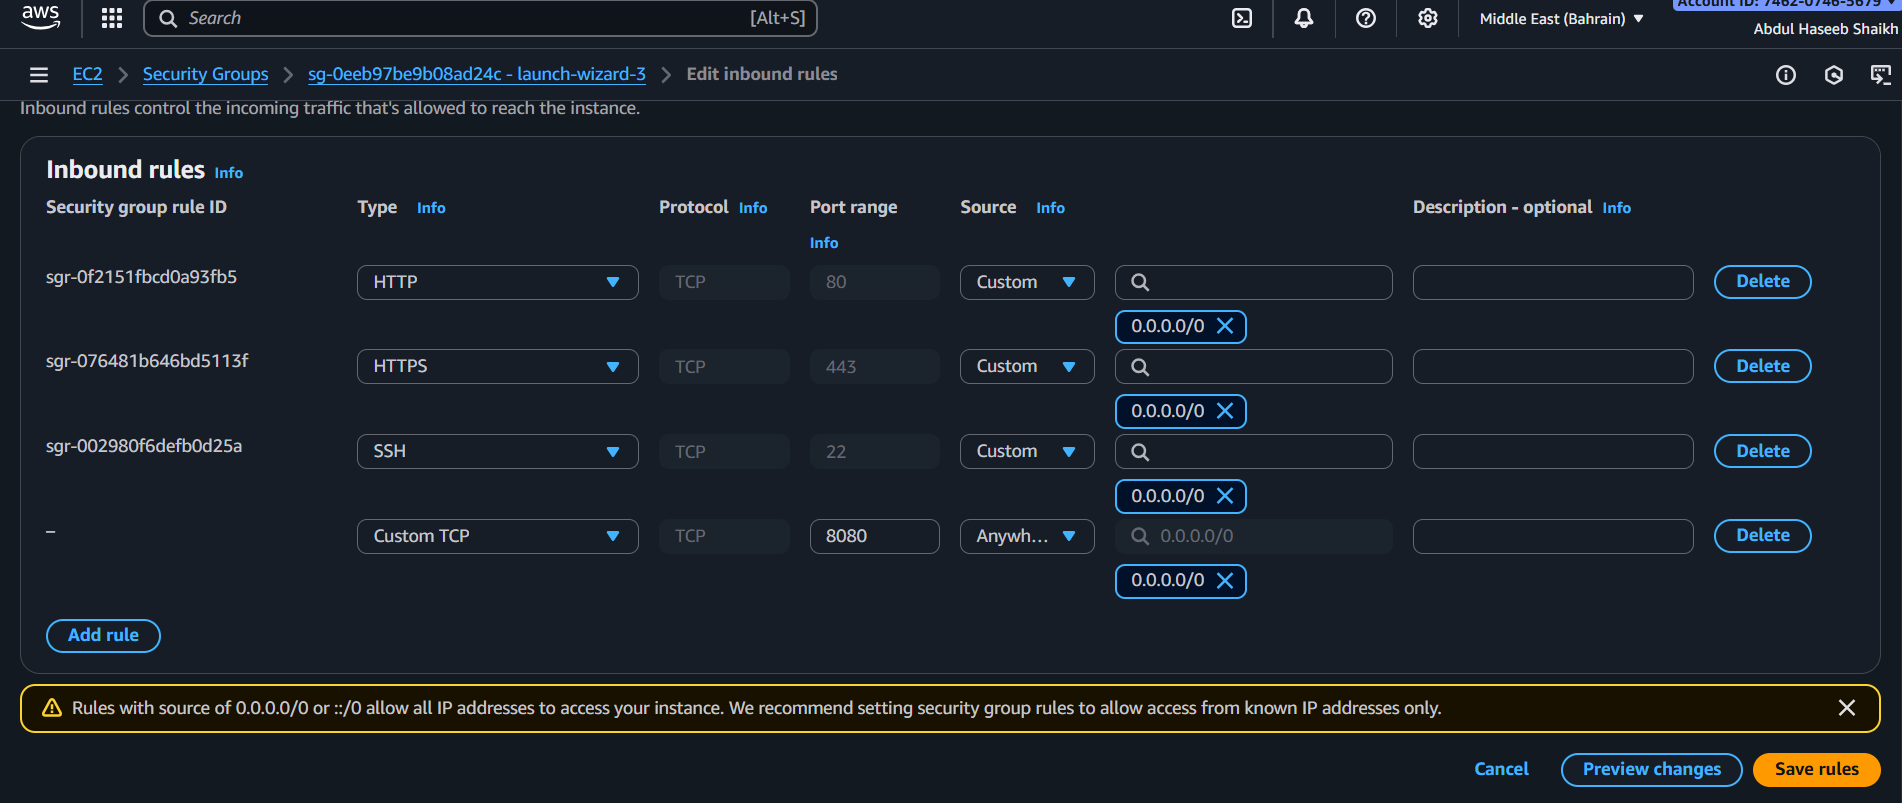 aws
Search [Alt+S]
Middle East (Bahrain)
Account ID: 7462-0746-5679
Abdul Haseeb Shaikh
EC2 > Security Groups > sg-0eeb97be9b08ad24c - launch-wizard-3 > Edit inbound rules
Inbound rules control the incoming traffic that's allowed to reach the instance.
Inbound rules Info
Security group rule ID Type Info Protocol Info Port range Source Info Description - optional Info
Info
sgr-0f2151fbcd0a93fb5 HTTP TCP 80 Custom Delete
0.0.0.0/0
sgr-076481b646bd5113f HTTPS TCP 443 Custom Delete
0.0.0.0/0
sgr-002980f6defb0d25a SSH TCP 22 Custom Delete
0.0.0.0/0
– Custom TCP TCP 8080 Anywh... 0.0.0.0/0 Delete
0.0.0.0/0
Add rule
Rules with source of 0.0.0.0/0 or ::/0 allow all IP addresses to access your instance. We recommend setting security group rules to allow access from known IP addresses only.
Cancel Preview changes Save rules